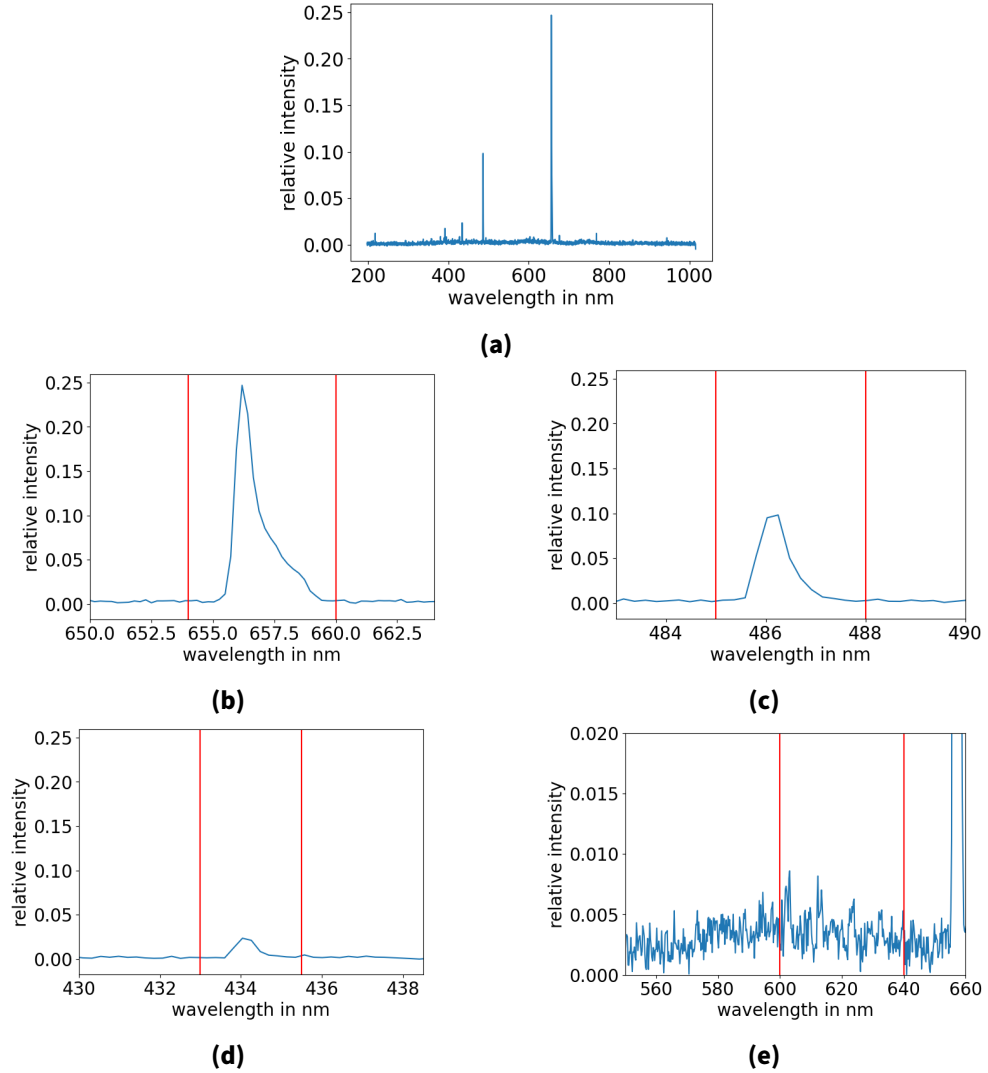 relative intensity
0.25
0.20
0.15
0.10
0.05
0.00
200 400 600 800 1000
wavelength in nm
(a)
relative intensity
0.25
0.20
0.15
0.10
0.05
0.00
650.0 652.5 655.0 657.5 660.0 662.5
wavelength in nm
(b)
relative intensity
0.25
0.20
0.15
0.10
0.05
0.00
484 486 488 490
wavelength in nm
(c)
relative intensity
0.25
0.20
0.15
0.10
0.05
0.00
430 432 434 436 438
wavelength in nm
(d)
relative intensity
0.020
0.015
0.010
0.005
0.000
560 580 600 620 640 660
wavelength in nm
(e)